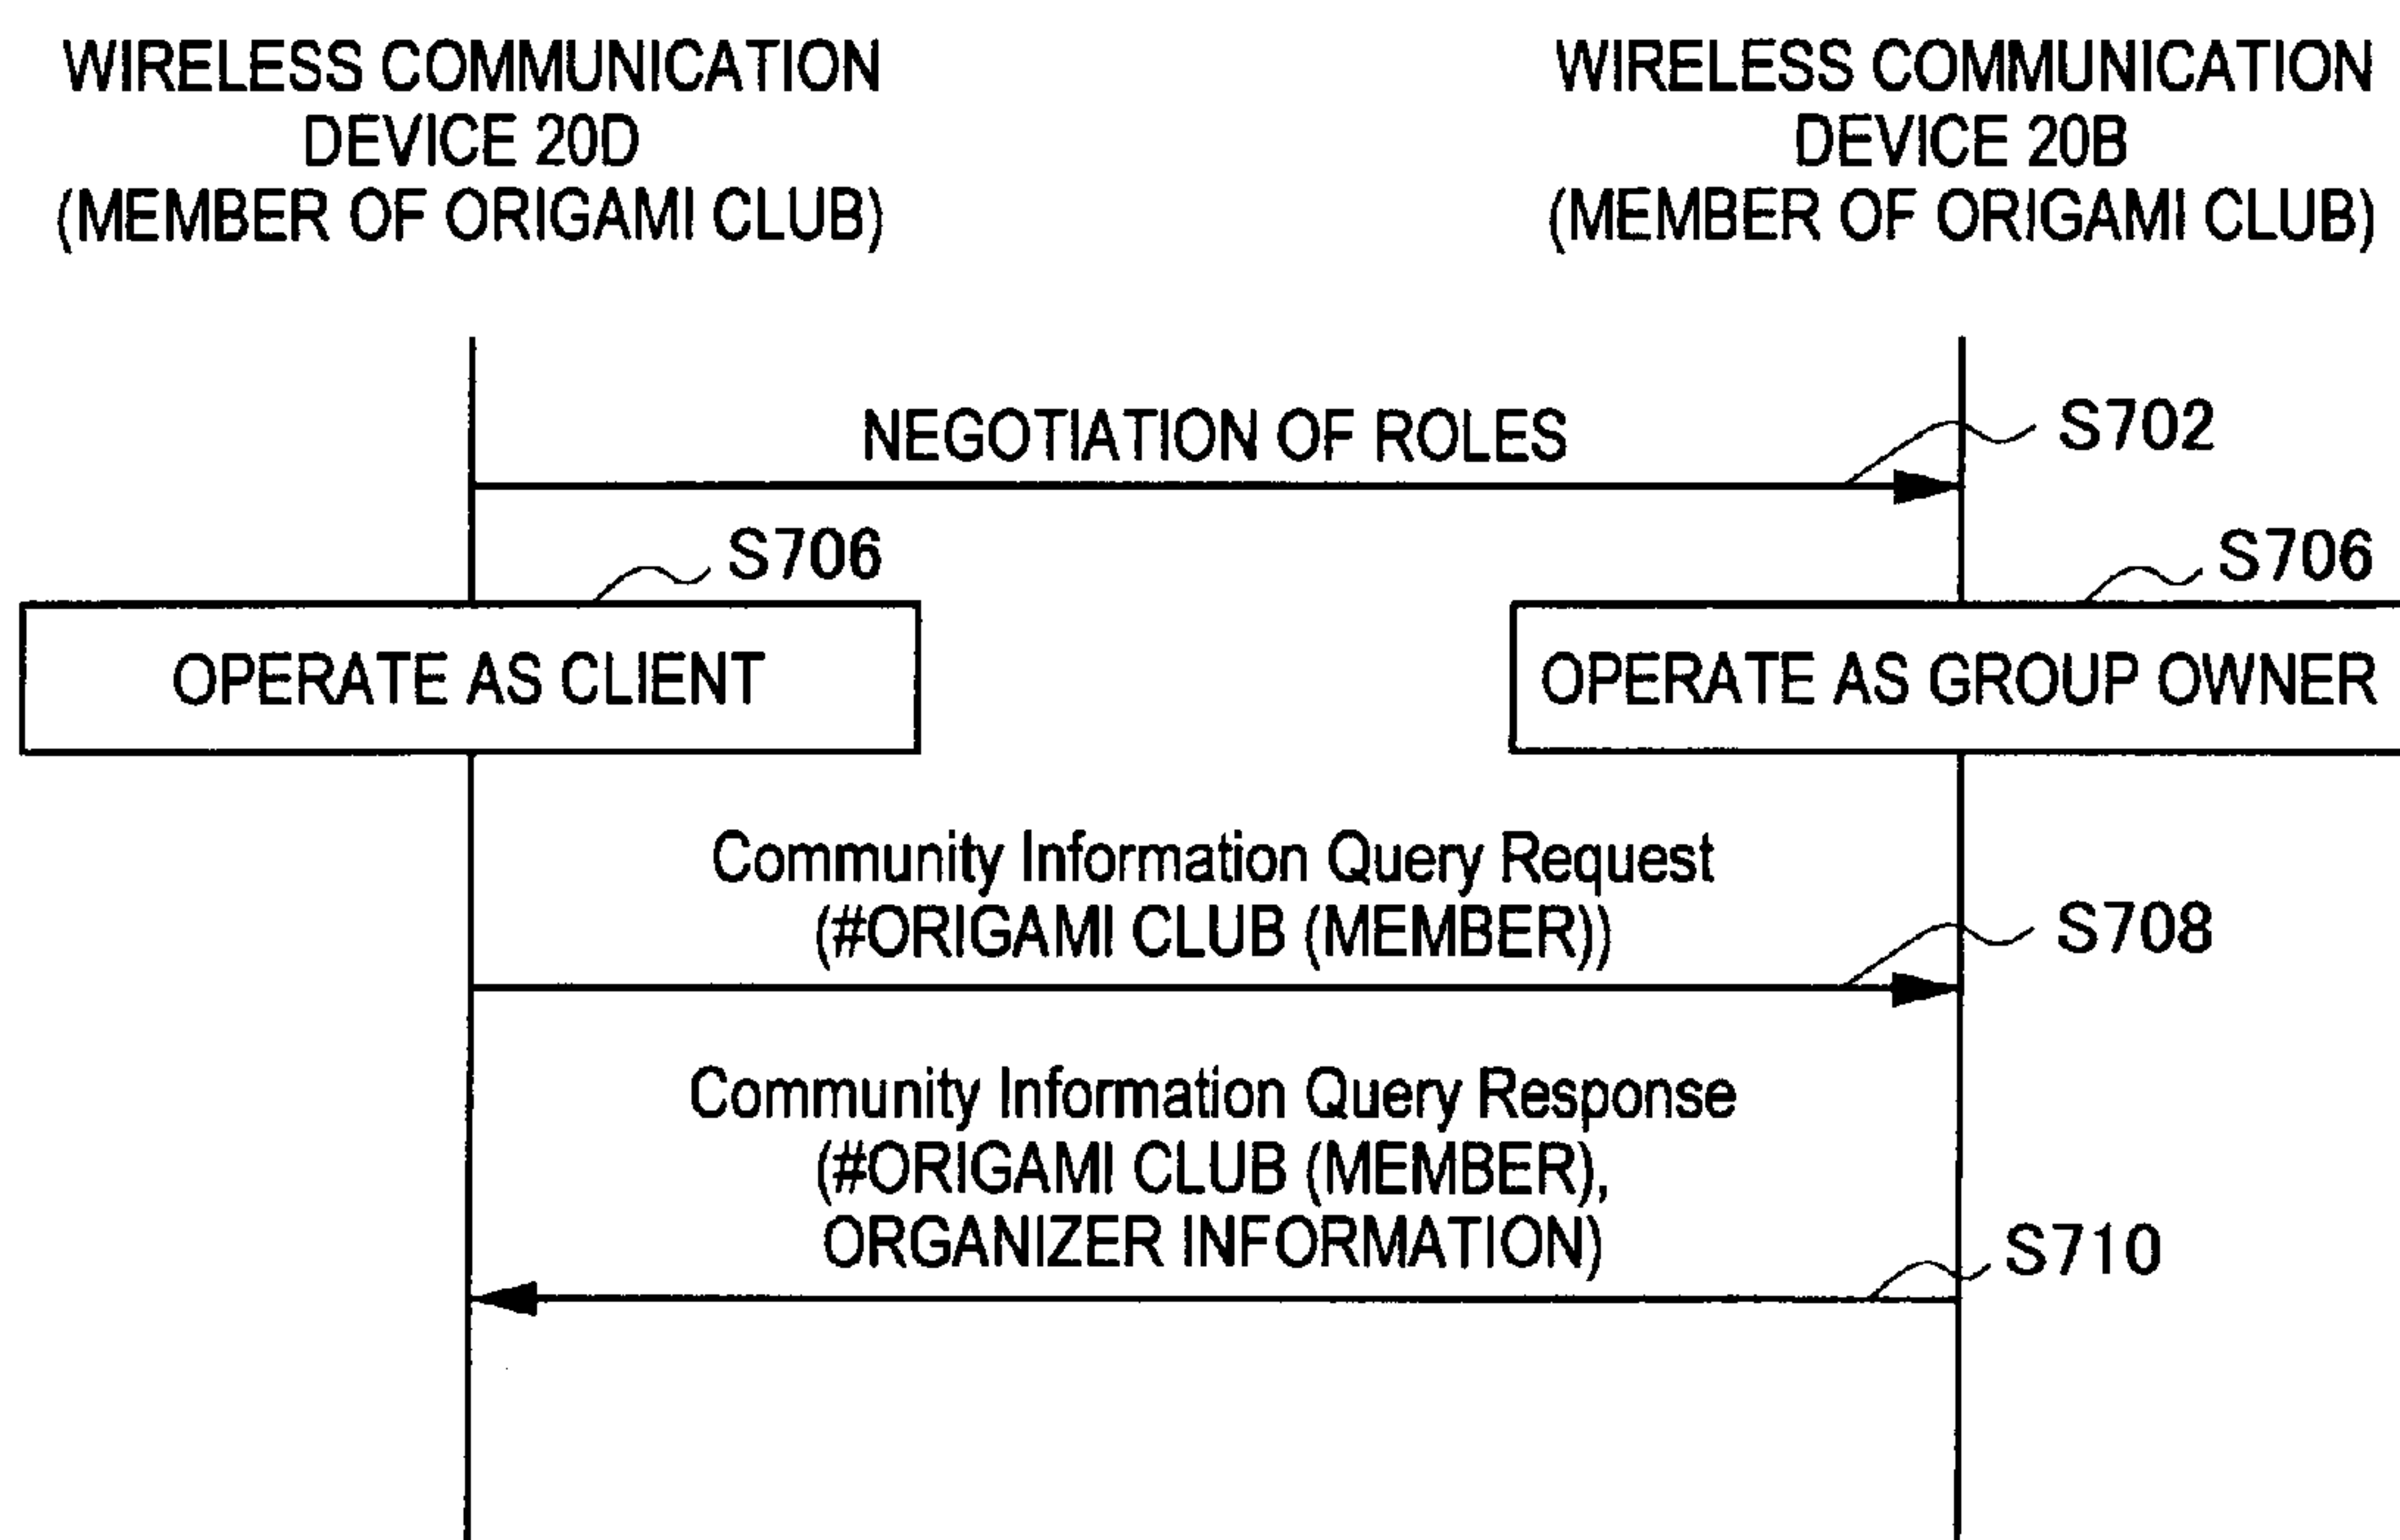 WIRELESS COMMUNICATION
DEVICE 20D
(MEMBER OF ORIGAMI CLUB)
WIRELESS COMMUNICATION
DEVICE 20B
(MEMBER OF ORIGAMI CLUB)
NEGOTIATION OF ROLES
S702
S706
S706
OPERATE AS CLIENT
OPERATE AS GROUP OWNER
Community Information Query Request
(#ORIGAMI CLUB (MEMBER))
S708
Community Information Query Response
(#ORIGAMI CLUB (MEMBER),
ORGANIZER INFORMATION)
S710